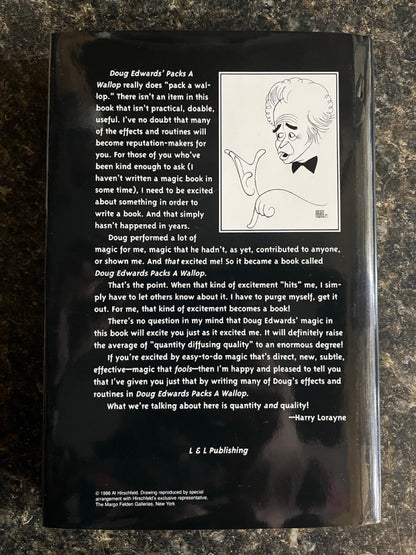 Doug Edwards' Packs A
Wallop really does "pack a wal-
lop." There isn't an item in this
book that isn't practical, doable,
useful. I've no doubt that many
of the effects and routines will
become reputation-makers for
you. For those of you who've
been kind enough to ask (I
haven't written a magic book in
some time), I need to be excited
about something in order to
write a book. And that simply
hasn't happened in years.
Doug performed a lot of
magic for me, magic that he hadn't, as yet, contributed to anyone,
or shown me. And that excited me! So it became a book called
Doug Edwards Packs A Wallop.
That's the point. When that kind of excitement "hits" me, I sim-
ply have to let others know about it. I have to purge myself, get it
out. For me, that kind of excitement becomes a book!
There's no question in my mind that Doug Edwards' magic in
this book will excite you just as it excited me. It will definitely raise
the average of "quantity diffusing quality" to an enormous degree!
If you're excited by easy-to-do magic that's direct, new, subtle,
effective—magic that fools—then I'm happy and pleased to tell you
that I've given you just that by writing many of Doug's effects and
routines in Doug Edwards Packs A Wallop.
What we're talking about here is quantity and quality!
—Harry Lorayne
L & L Publishing
© 1986 Al Hirschfeld. Drawing reproduced by special
arrangement with Hirschfeld's exclusive representative,
The Margo Feiden Galleries, New York